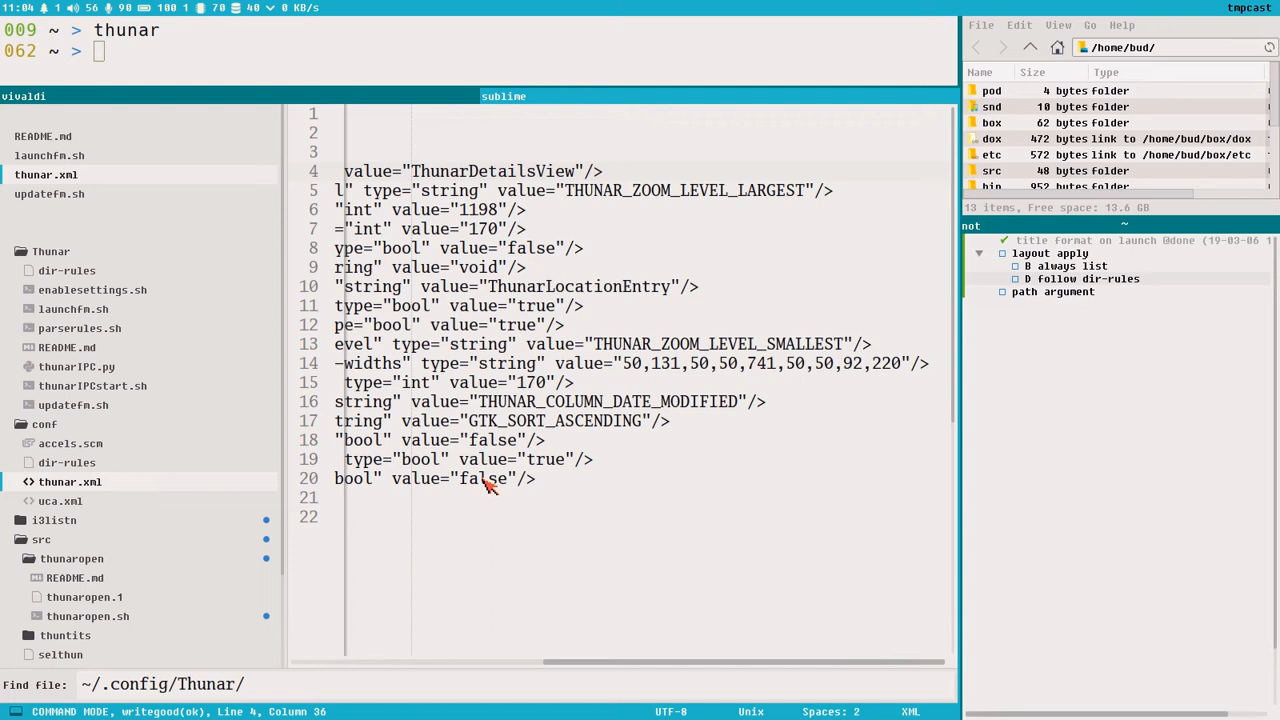 11:04 1 56 90 100 1 70 40 0 KB/s
tmpcast
009 ~ > thunar
062 ~ >
vivaldi
sublime
README.md
launchfm.sh
thunar.xml
updatefm.sh
Thunar
dir-rules
enablesettings.sh
launchfm.sh
parserules.sh
README.md
thunarIPC.py
thunarIPCstart.sh
updatefm.sh
conf
accels.scm
dir-rules
<> thunar.xml
<> uca.xml
i3listn
src
thunaropen
README.md
thunaropen.1
thunaropen.sh
thuntits
selthun
1
2
3
4 value="ThunarDetailsView"/>
5 l" type="string" value="THUNAR_ZOOM_LEVEL_LARGEST"/>
6 "int" value="1198"/>
7 ="int" value="170"/>
8 ype="bool" value="false"/>
9 ring" value="void"/>
10 "string" value="ThunarLocationEntry"/>
11 type="bool" value="true"/>
12 pe="bool" value="true"/>
13 evel" type="string" value="THUNAR_ZOOM_LEVEL_SMALLEST"/>
14 -widths" type="string" value="50,131,50,50,741,50,50,92,220"/>
15 type="int" value="170"/>
16 string" value="THUNAR_COLUMN_DATE_MODIFIED"/>
17 tring" value="GTK_SORT_ASCENDING"/>
18 "bool" value="false"/>
19 type="bool" value="true"/>
20 bool" value="false"/>
21
22
Find file: ~/.config/Thunar/
COMMAND MODE, writegood(ok), Line 4, Column 36 UTF-8 Unix Spaces: 2 XML
File Edit View Go Help
/home/bud/
Name Size Type
pod 4 bytes folder
snd 10 bytes folder
box 62 bytes folder
dox 472 bytes link to /home/bud/box/dox
etc 572 bytes link to /home/bud/box/etc
src 48 bytes folder
bin 952 bytes folder
13 items, Free space: 13.6 GB
not ~
✓ title format on launch @done (19-03-06 1
layout apply
B always list
D follow dir-rules
path argument